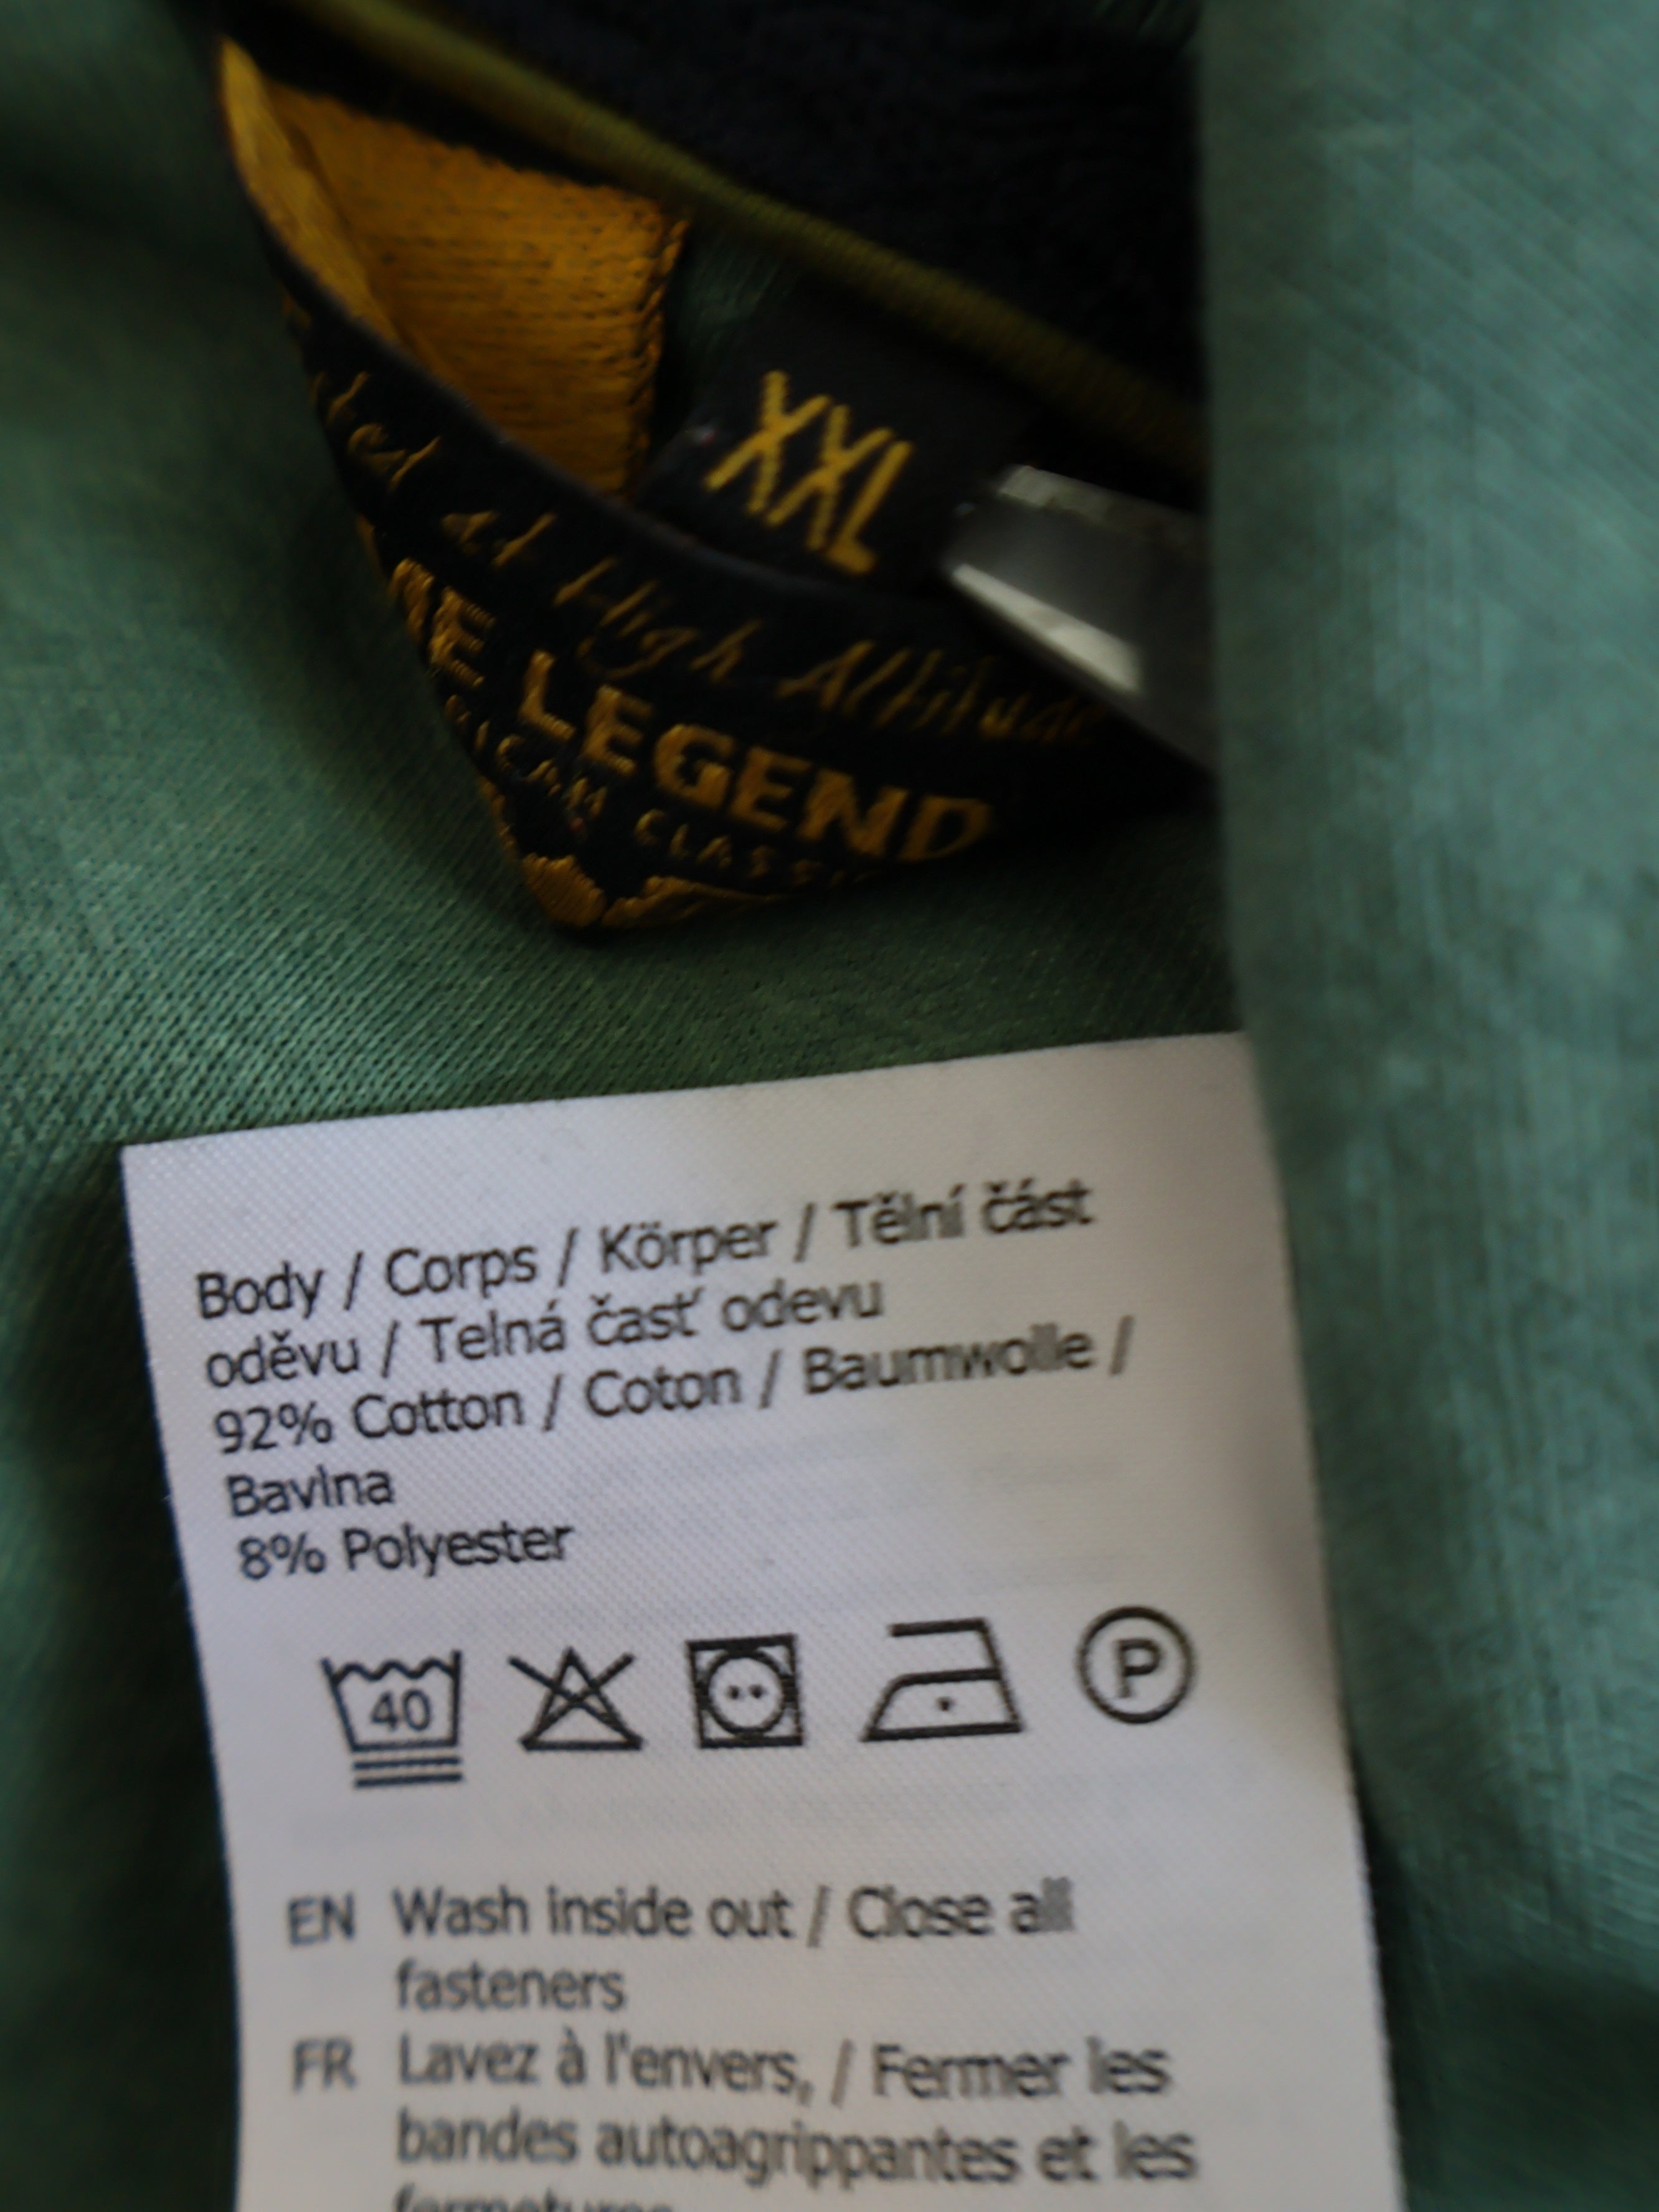 XXL
at High Altitude
LEGEND
Body / Corps / Körper / Tělní část
oděvu / Telná časť odevu
92% Cotton / Coton / Baumwolle /
Bavlna
8% Polyester
40
P
EN Wash inside out / Close all
fasteners
FR Lavez à l'envers, / Fermer les
bandes autoagrippantes et les